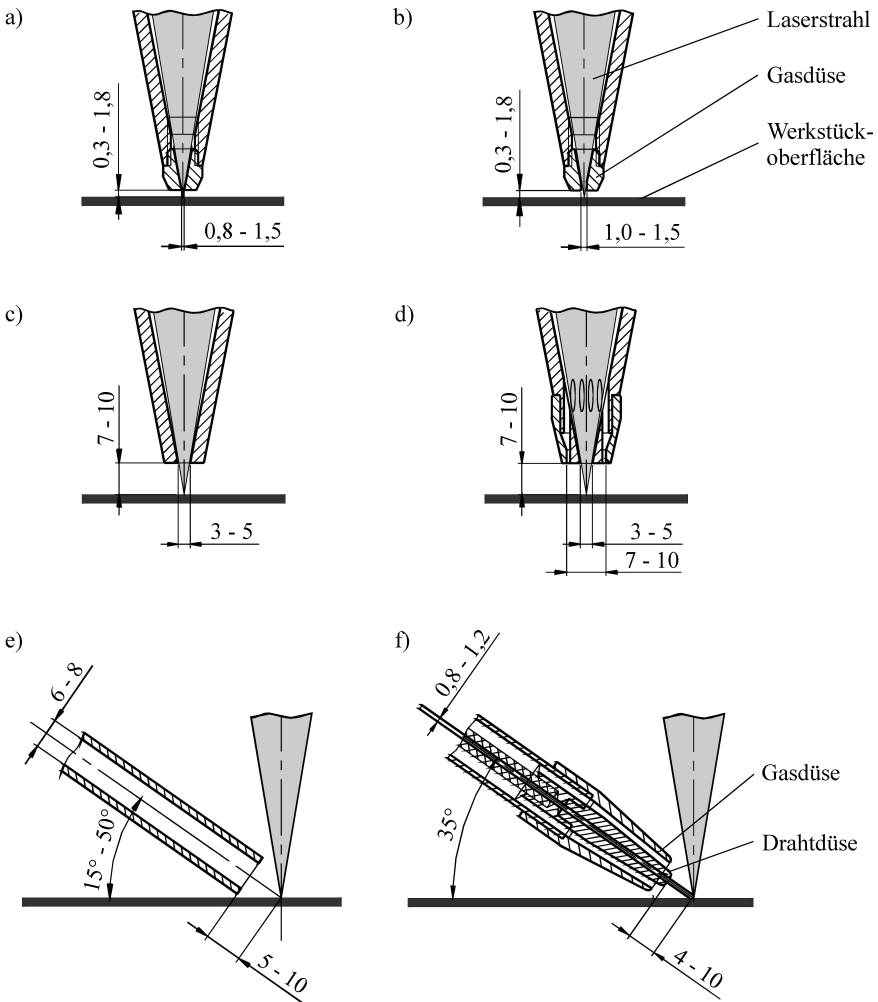 a)
0,3 - 1,8
0,8 - 1,5
b)
0,3 - 1,8
1,0 - 1,5
Laserstrahl
Gasdüse
Werkstück-
oberfläche
c)
7 - 10
3 - 5
d)
7 - 10
3 - 5
7 - 10
e)
6 - 8
15° - 50°
5 - 10
f)
0,8 - 1,2
35°
4 - 10
Gasdüse
Drahtdüse